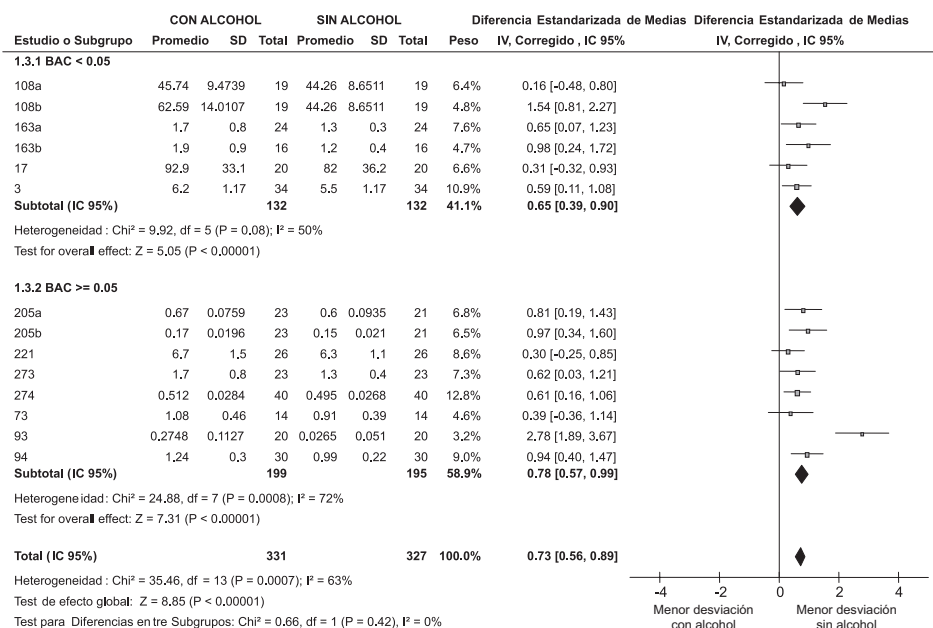 CON ALCOHOL SIN ALCOHOL Diferencia Estandarizada de Medias Diferencia Estandarizada de Medias
Estudio o Subgrupo Promedio SD Total Promedio SD Total Peso IV, Corregido , IC 95% IV, Corregido , IC 95%
1.3.1 BAC < 0.05
108a 45.74 9.4739 19 44.26 8.6511 19 6.4% 0.16 [-0.48, 0.80]
108b 62.59 14.0107 19 44.26 8.6511 19 4.8% 1.54 [0.81, 2.27]
163a 1.7 0.8 24 1.3 0.3 24 7.6% 0.65 [0.07, 1.23]
163b 1.9 0.9 16 1.2 0.4 16 4.7% 0.98 [0.24, 1.72]
17 92.9 33.1 20 82 36.2 20 6.6% 0.31 [-0.32, 0.93]
3 6.2 1.17 34 5.5 1.17 34 10.9% 0.59 [0.11, 1.08]
Subtotal (IC 95%) 132 132 41.1% 0.65 [0.39, 0.90]
Heterogeneidad : Chi² = 9.92, df = 5 (P = 0.08); I² = 50%
Test for overall effect: Z = 5.05 (P < 0.00001)
1.3.2 BAC >= 0.05
205a 0.67 0.0759 23 0.6 0.0935 21 6.8% 0.81 [0.19, 1.43]
205b 0.17 0.0196 23 0.15 0.021 21 6.5% 0.97 [0.34, 1.60]
221 6.7 1.5 26 6.3 1.1 26 8.6% 0.30 [-0.25, 0.85]
273 1.7 0.8 23 1.3 0.4 23 7.3% 0.62 [0.03, 1.21]
274 0.512 0.0284 40 0.495 0.0268 40 12.8% 0.61 [0.16, 1.06]
73 1.08 0.46 14 0.91 0.39 14 4.6% 0.39 [-0.36, 1.14]
93 0.2748 0.1127 20 0.0265 0.051 20 3.2% 2.78 [1.89, 3.67]
94 1.24 0.3 30 0.99 0.22 30 9.0% 0.94 [0.40, 1.47]
Subtotal (IC 95%) 199 195 58.9% 0.78 [0.57, 0.99]
Heterogeneidad : Chi² = 24.88, df = 7 (P = 0.0008); I² = 72%
Test for overall effect: Z = 7.31 (P < 0.00001)
Total (IC 95%) 331 327 100.0% 0.73 [0.56, 0.89]
Heterogeneidad : Chi² = 35.46, df = 13 (P = 0.0007); I² = 63%
Test de efecto global: Z = 8.85 (P < 0.00001)
Test para Diferencias entre Subgrupos: Chi² = 0.66, df = 1 (P = 0.42), I² = 0%
-4 -2 0 2 4
Menor desviación Menor desviación
con alcohol sin alcohol